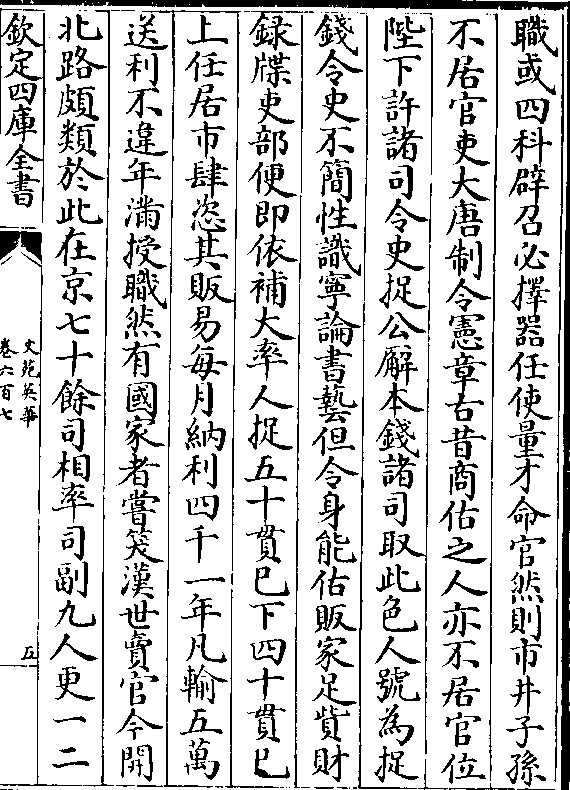 職或四科辟召必擇器任使量才命官然則市井子孫
不居官吏大唐制令憲章古昔商估之人亦不居官位
陛下許諸司令史捉公廨本錢諸司取此色人號為捉
錢令史不簡性識寧論書藝但令身能估販家足貲財
録牒吏部便即依補大率人捉五十貫已下四十貫已
上任居市肆恣其販易每月納利四千一年凡輸五萬
送利不違年滿授職然有國家者嘗笑漢世賣官今開
北路頗類於此在京七十餘司相率司副九人更一二
欽定四庫全書
文苑英華
卷六百七
五